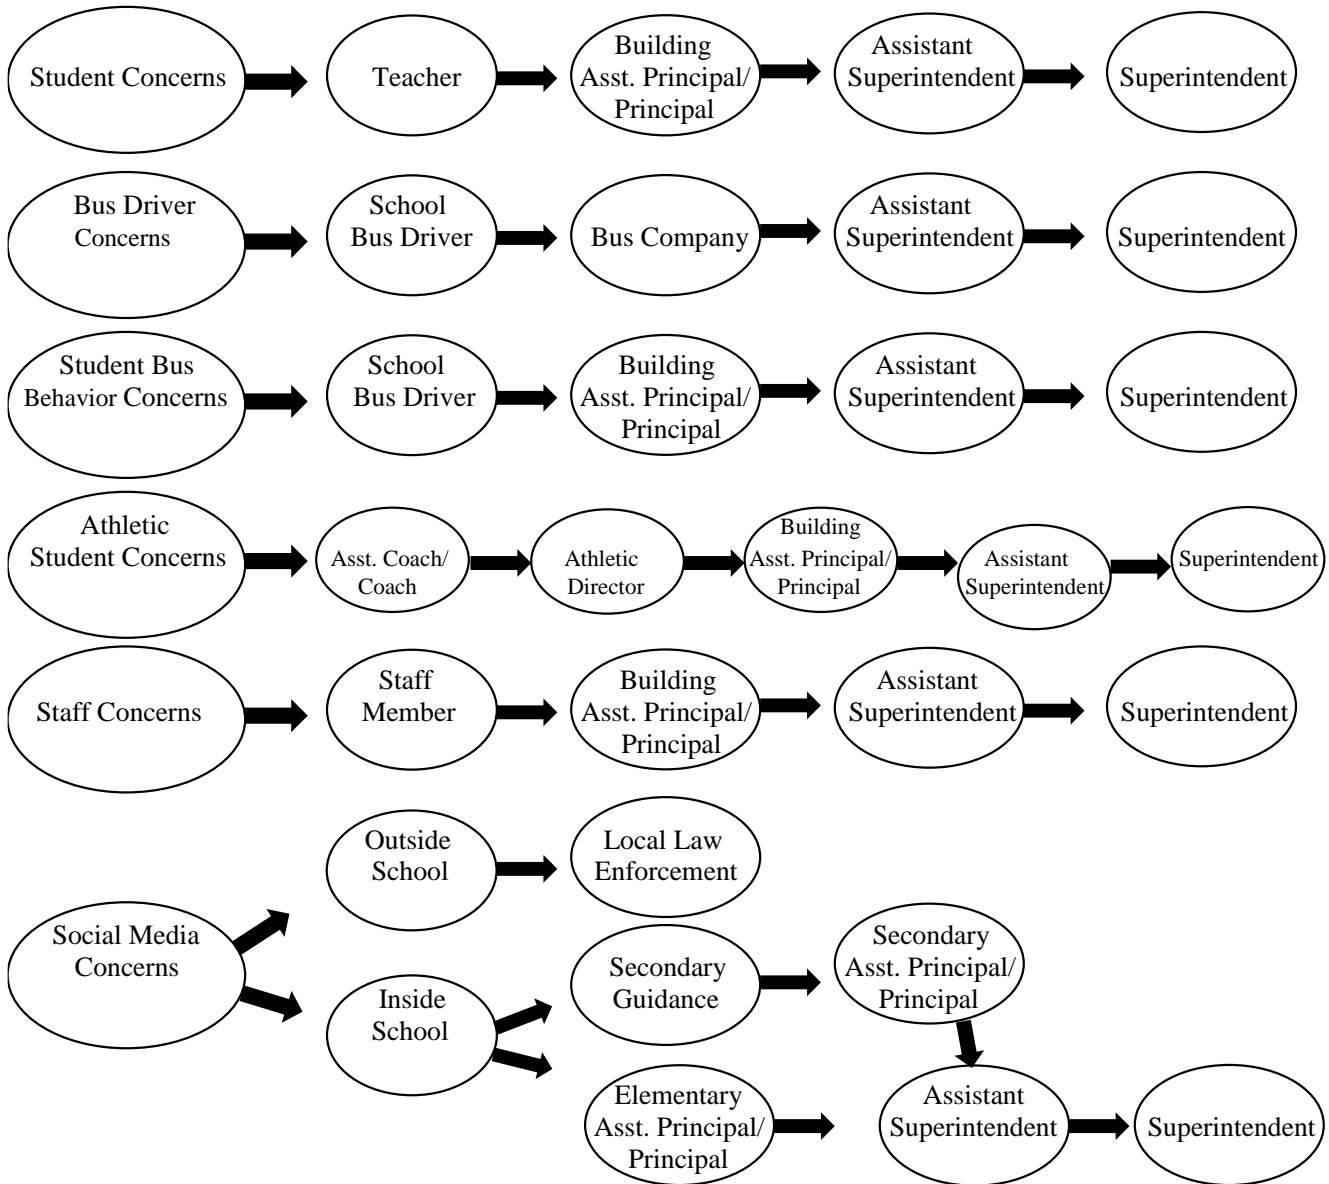 Student Concerns
Teacher
Building
Asst. Principal/
Principal
Assistant
Superintendent
Superintendent
Bus Driver
Concerns
School
Bus Driver
Bus Company
Assistant
Superintendent
Superintendent
Student Bus
Behavior Concerns
School
Bus Driver
Building
Asst. Principal/
Principal
Assistant
Superintendent
Superintendent
Athletic
Student Concerns
Asst. Coach/
Coach
Athletic
Director
Building
Asst. Principal/
Principal
Assistant
Superintendent
Superintendent
Staff Concerns
Staff
Member
Building
Asst. Principal/
Principal
Assistant
Superintendent
Superintendent
Social Media
Concerns
Outside
School
Local Law
Enforcement
Inside
School
Secondary
Guidance
Secondary
Asst. Principal/
Principal
Elementary
Asst. Principal/
Principal
Assistant
Superintendent
Superintendent